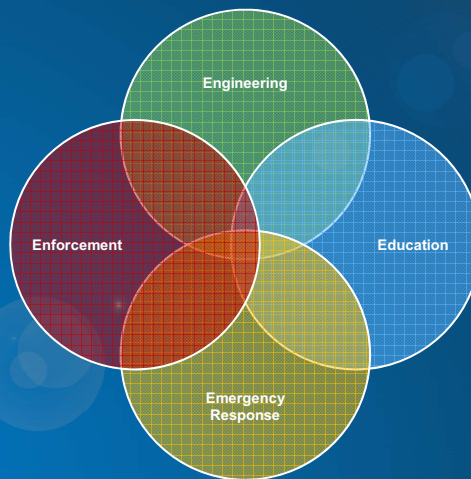 Engineering
Enforcement
Education
Emergency
Response